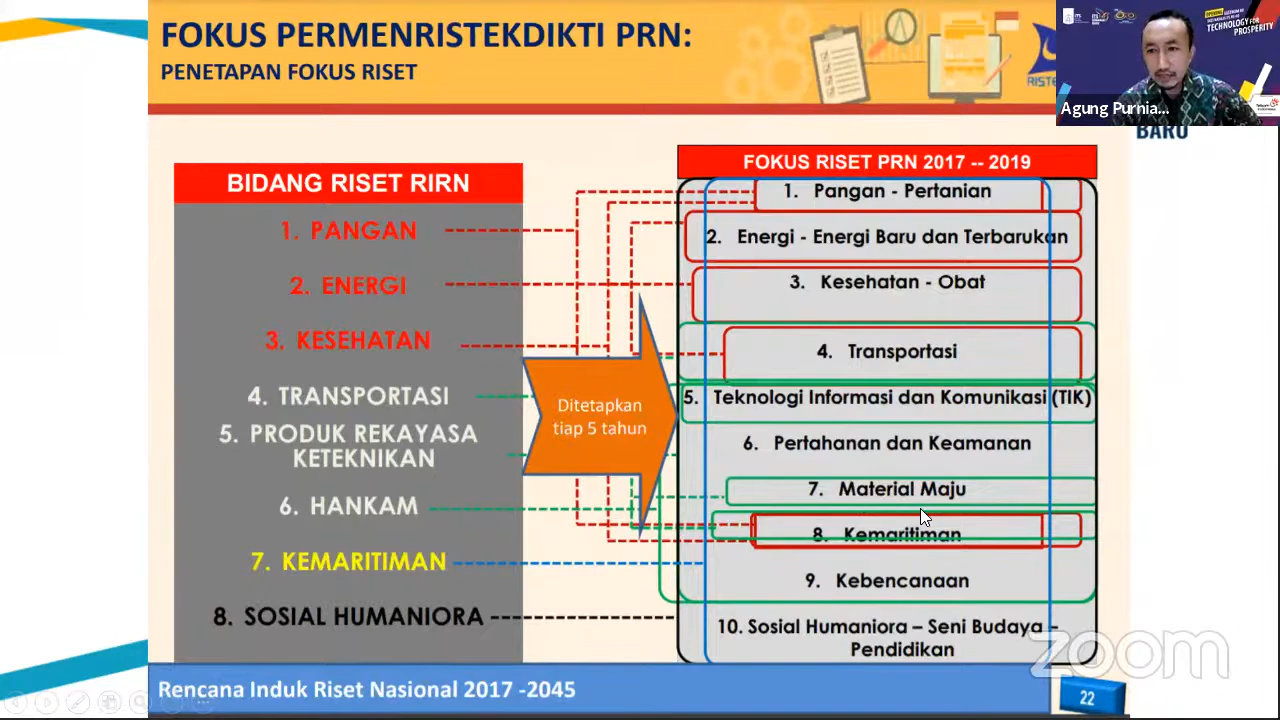 FOKUS PERMENRISTEKDIKTI PRN:
PENETAPAN FOKUS RISET
TECHNOLOGY FOR
PROSPERITY
Agung Purnia...
BARU
BIDANG RISET RIRN
1. PANGAN
2. ENERGI
3. KESEHATAN
4. TRANSPORTASI
5. PRODUK REKAYASA
KETEKNIKAN
6. HANKAM
7. KEMARITIMAN
8. SOSIAL HUMANIORA
Ditetapkan
tiap 5 tahun
FOKUS RISET PRN 2017 -- 2019
1. Pangan - Pertanian
2. Energi - Energi Baru dan Terbarukan
3. Kesehatan - Obat
4. Transportasi
5. Teknologi Informasi dan Komunikasi (TIK)
6. Pertahanan dan Keamanan
7. Material Maju
8. Kemaritiman
9. Kebencanaan
10. Sosial Humaniora – Seni Budaya –
Pendidikan
zoom
Rencana Induk Riset Nasional 2017 -2045
22